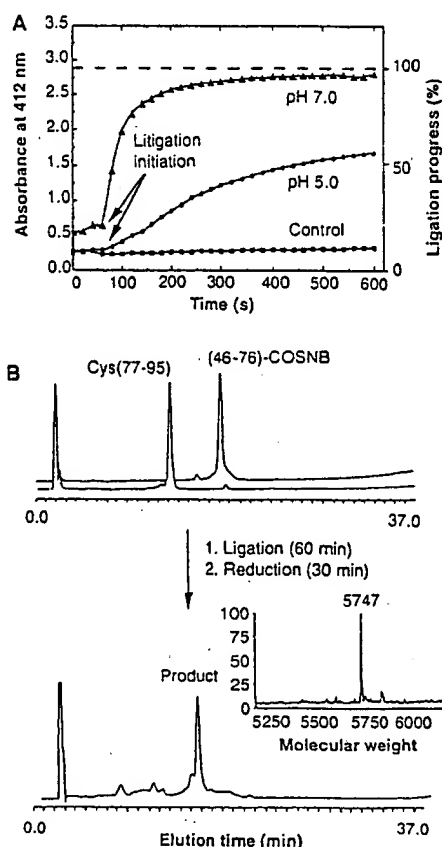 A
Absorbance at 412 nm
3.5
3.0
2.5
2.0
1.5
1.0
0.5
0.0
100
50
0
Ligation progress (%)
pH 7.0
Litigation
initiation
pH 5.0
Control
0 100 200 300 400 500 600
Time (s)
B
Cys(77-95)
(46-76)-COSNB
0.0 37.0
1. Ligation (60 min)
2. Reduction (30 min)
5747
100
75
50
25
0
5250 5500 5750 6000
Molecular weight
Product
0.0 37.0
Elution time (min)